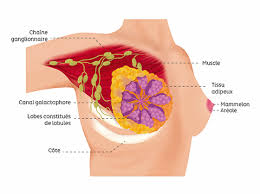 Chaîne
ganglionnaire
Muscle
Tissu
adipeux
Canal galactophore
Mamelon
Aréole
Lobes constitués
de lobules
Côte